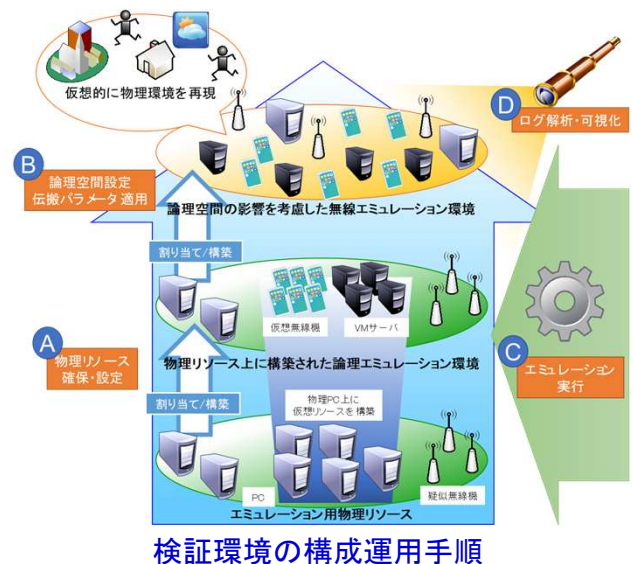 仮想的に物理環境を再現
D
ログ解析・可視化
B
論理空間設定
伝搬パラメータ適用
論理空間の影響を考慮した無線エミュレーション環境
割り当て/構築
仮想無線機
VMサーバ
A
物理リソース
確保・設定
物理リソース上に構築された論理エミュレーション環境
C
エミュレーション
実行
割り当て/構築
物理PC上に
仮想リソースを構築
PC
疑似無線機
エミュレーション用物理リソース
検証環境の構成運用手順